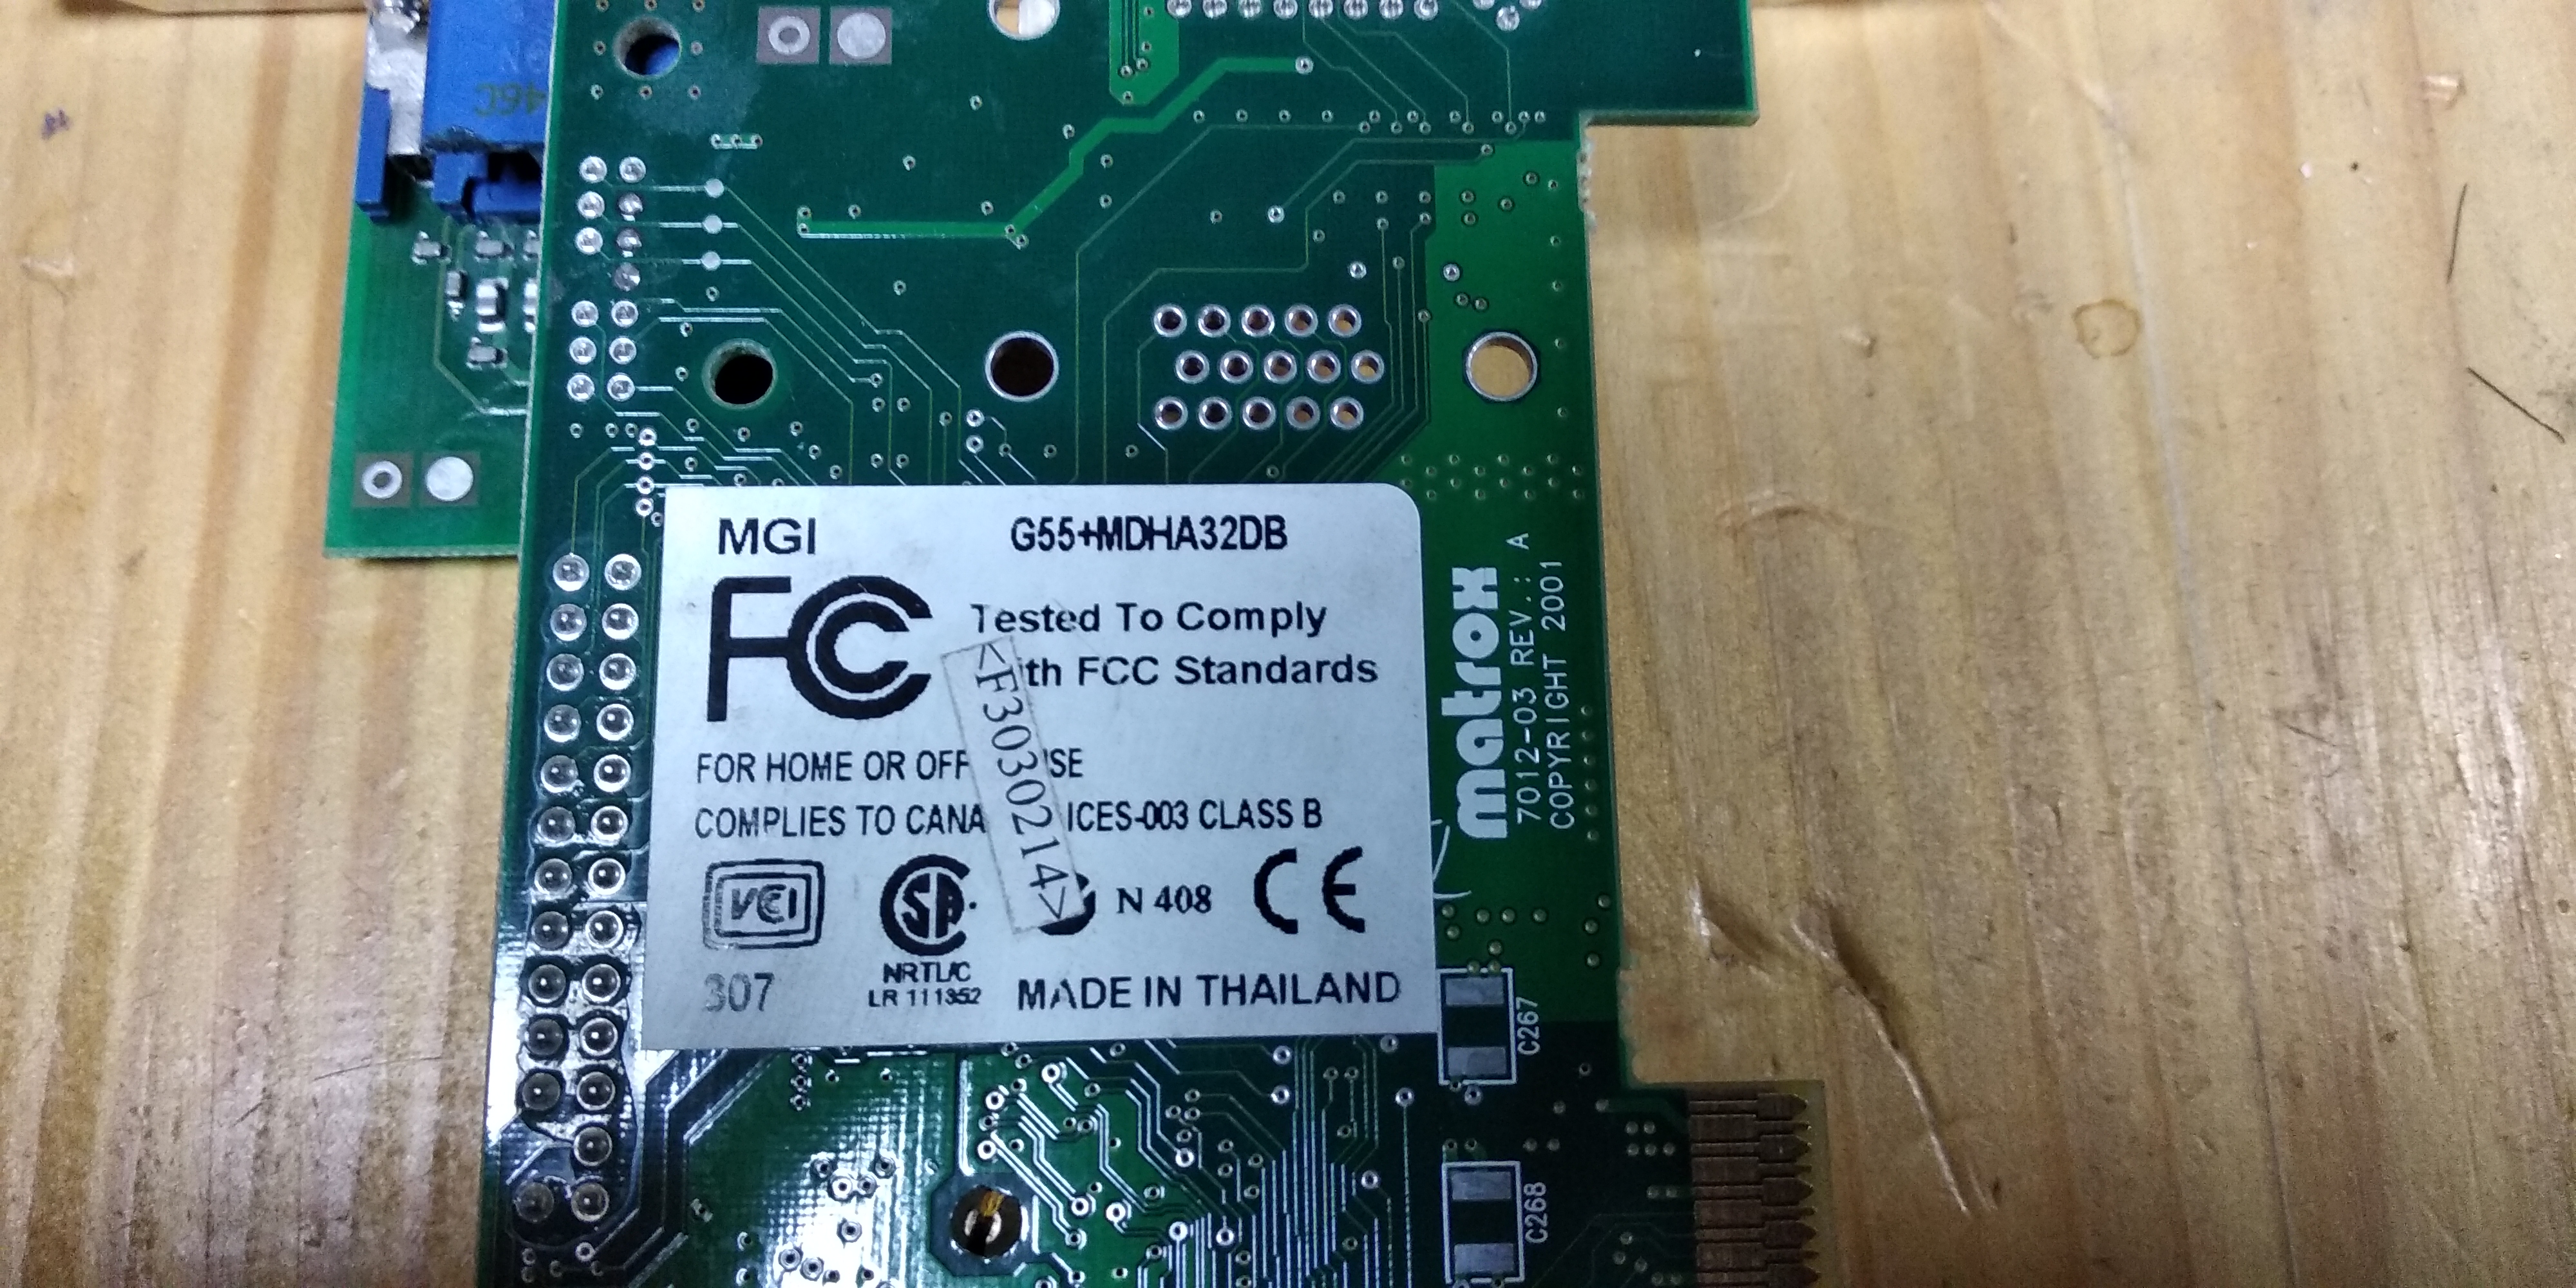 46C
MGI G55+MDHA32DB
FC Tested To Comply
ith FCC Standards
<F3030214>
FOR HOME OR OFF SE
COMPLIES TO CANA ICES-003 CLASS B
VCI SA N 408 CE
NRTL/C
LR 111352
307 MADE IN THAILAND
matrox
7012-03 REV.: A
COPYRIGHT 2001
C267
C268